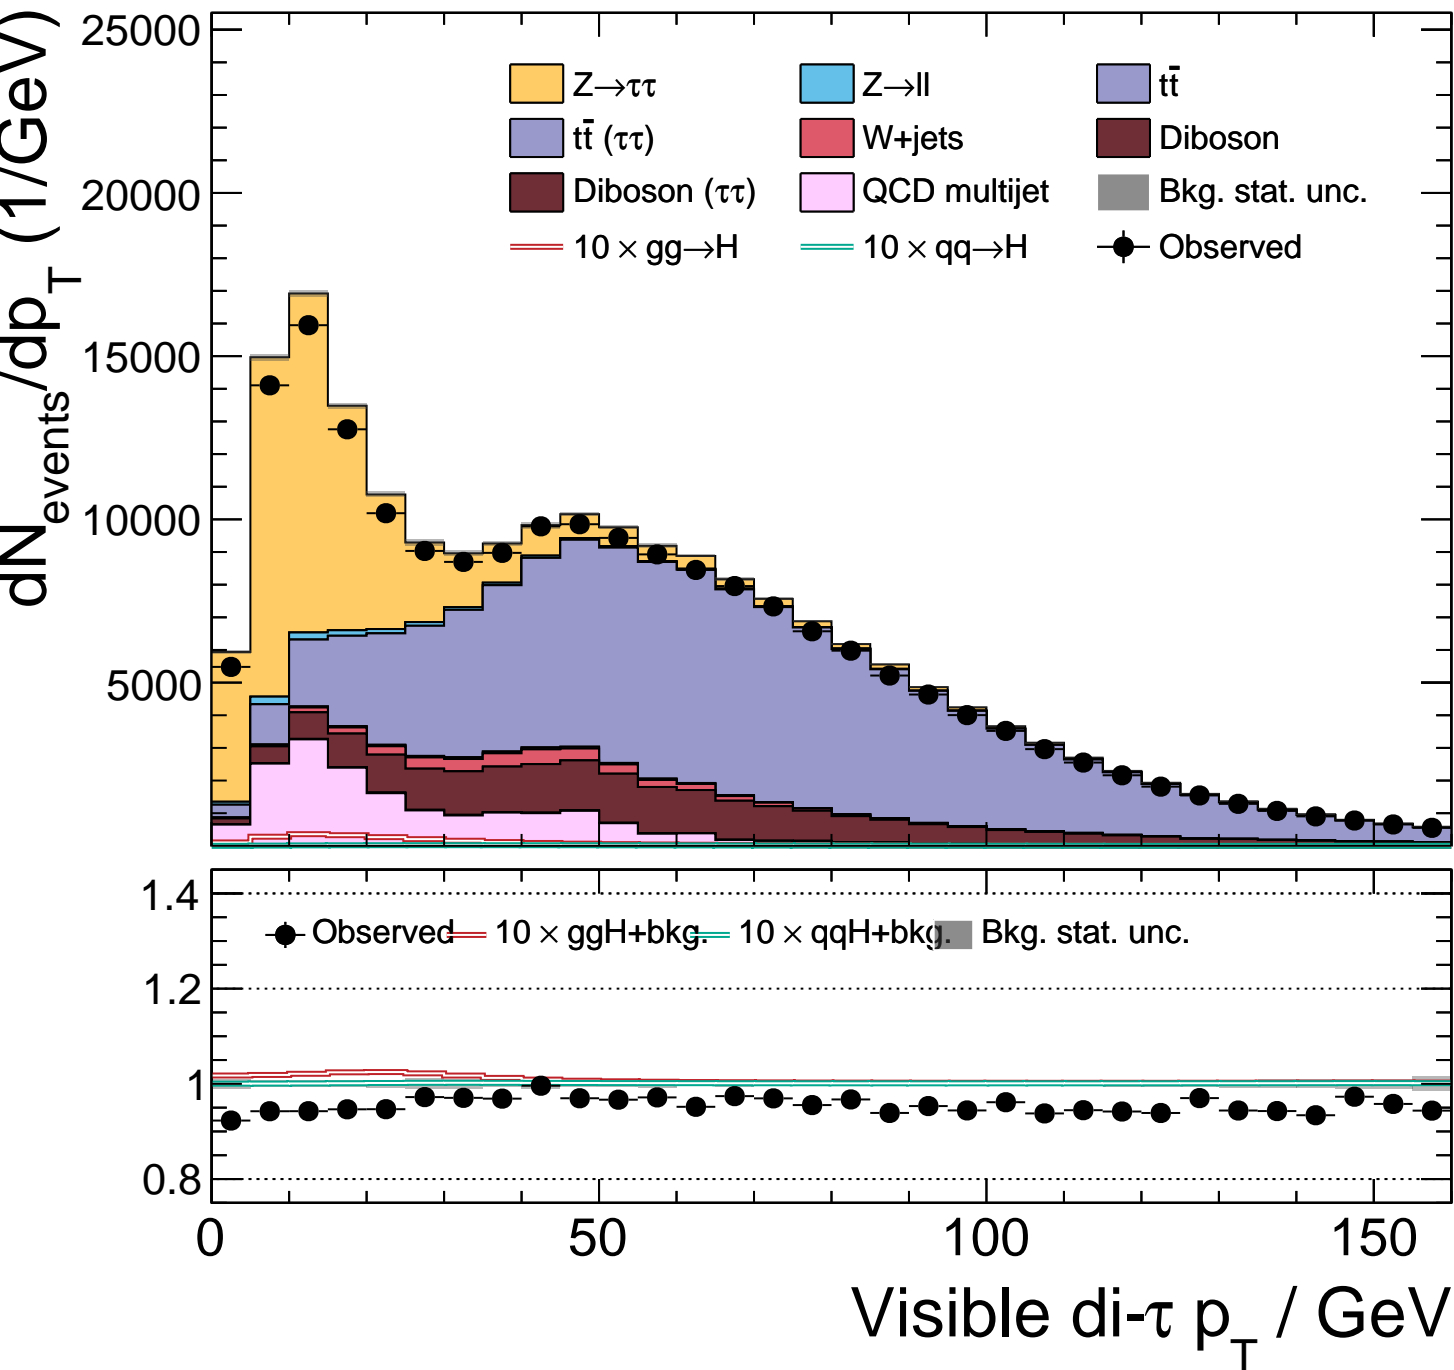 dN_events/dp_T (1/GeV)
25000
20000
15000
10000
5000
Z→ττ Z→ll tt̄
tt̄ (ττ) W+jets Diboson
Diboson (ττ) QCD multijet Bkg. stat. unc.
10 × gg→H 10 × qq→H Observed
1.4
1.2
1
0.8
Observed 10 × ggH+bkg. 10 × qqH+bkg. Bkg. stat. unc.
0 50 100 150
Visible di-τ p_T / GeV